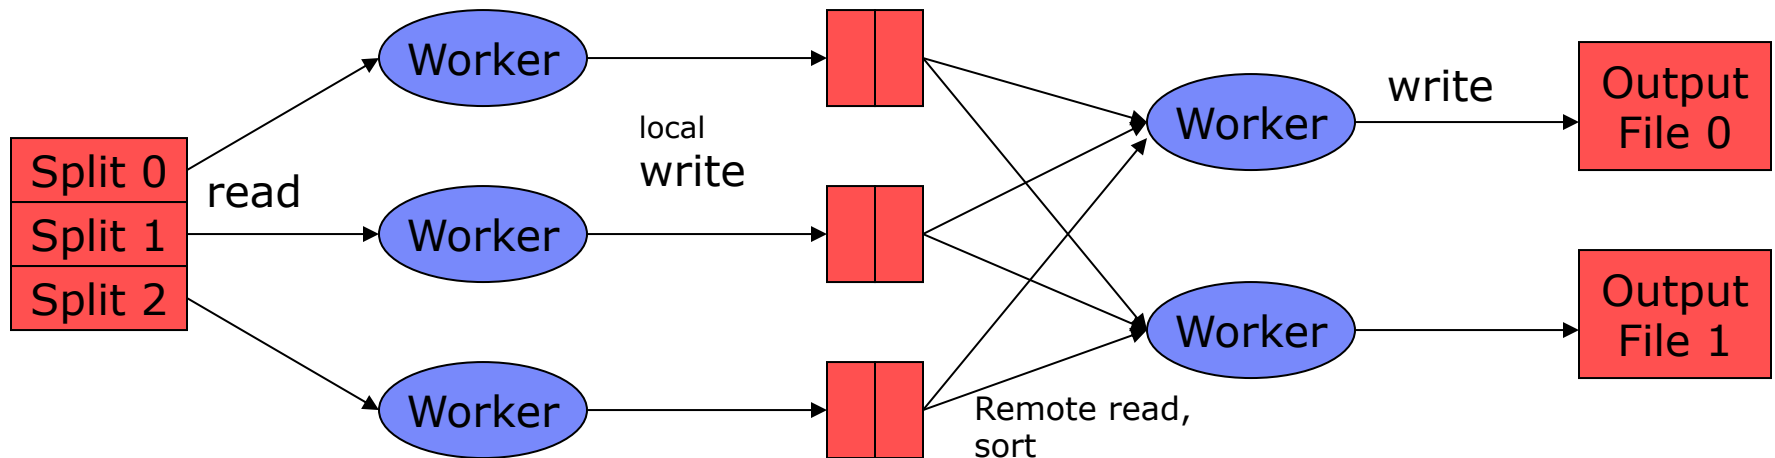 Split 0
Split 1
Split 2
read
Worker
Worker
Worker
local
write
Remote read,
sort
Worker
Worker
write
Output
File 0
Output
File 1